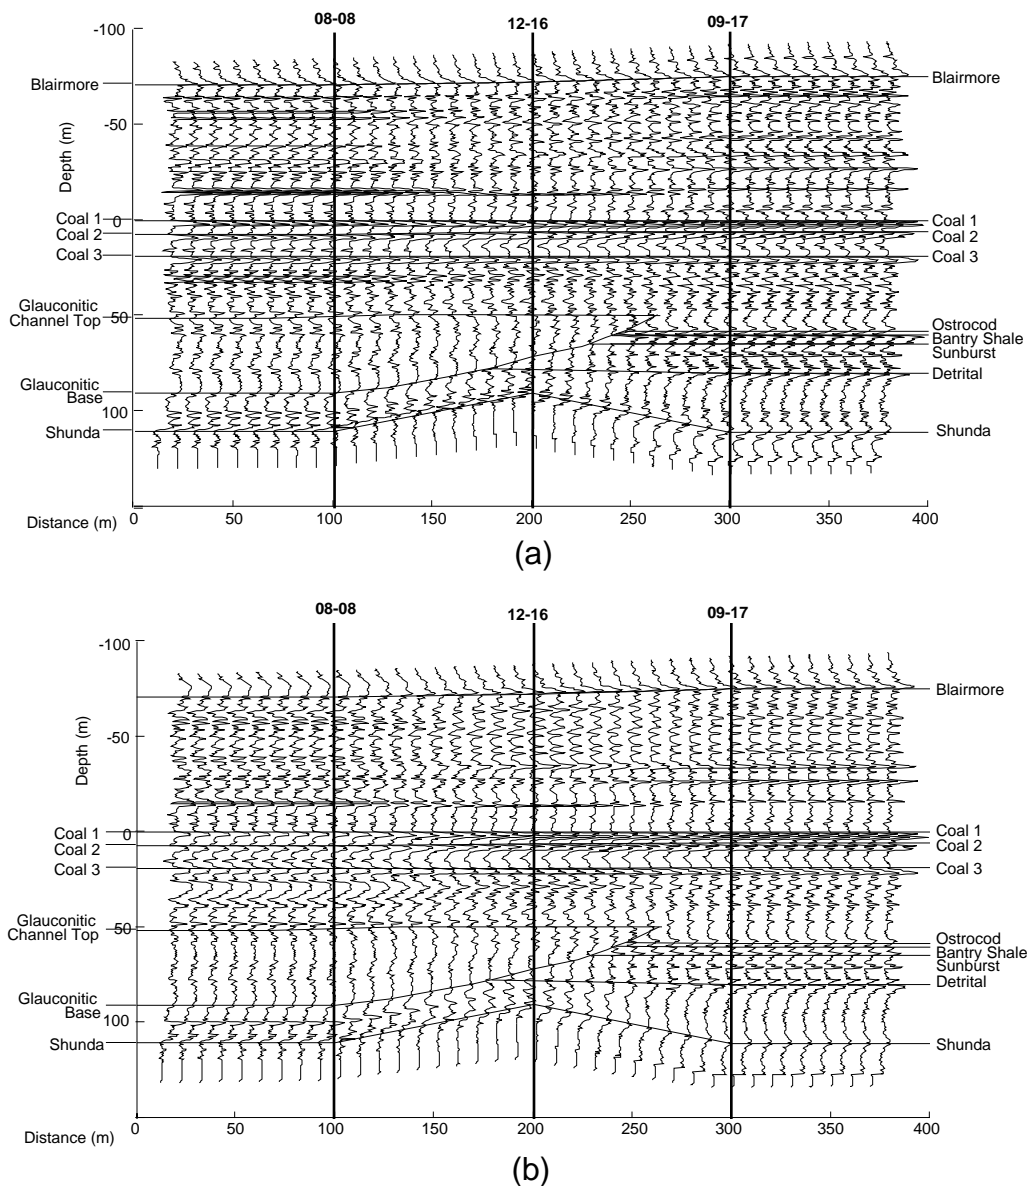 08-08
12-16
09-17
-100
Blairmore
Blairmore
-50
Depth (m)
Coal 1
0
Coal 1
Coal 2
Coal 2
Coal 3
Coal 3
Glauconitic
Channel Top
50
Ostrocod
Bantry Shale
Sunburst
Detrital
Glauconitic
Base
100
Shunda
Shunda
Distance (m)
0 50 100 150 200 250 300 350 400
(a)
08-08
12-16
09-17
-100
Blairmore
-50
Depth (m)
Coal 1
0
Coal 1
Coal 2
Coal 2
Coal 3
Coal 3
Glauconitic
Channel Top
50
Ostrocod
Bantry Shale
Sunburst
Detrital
Glauconitic
Base
100
Shunda
Shunda
Distance (m)
0 50 100 150 200 250 300 350 400
(b)